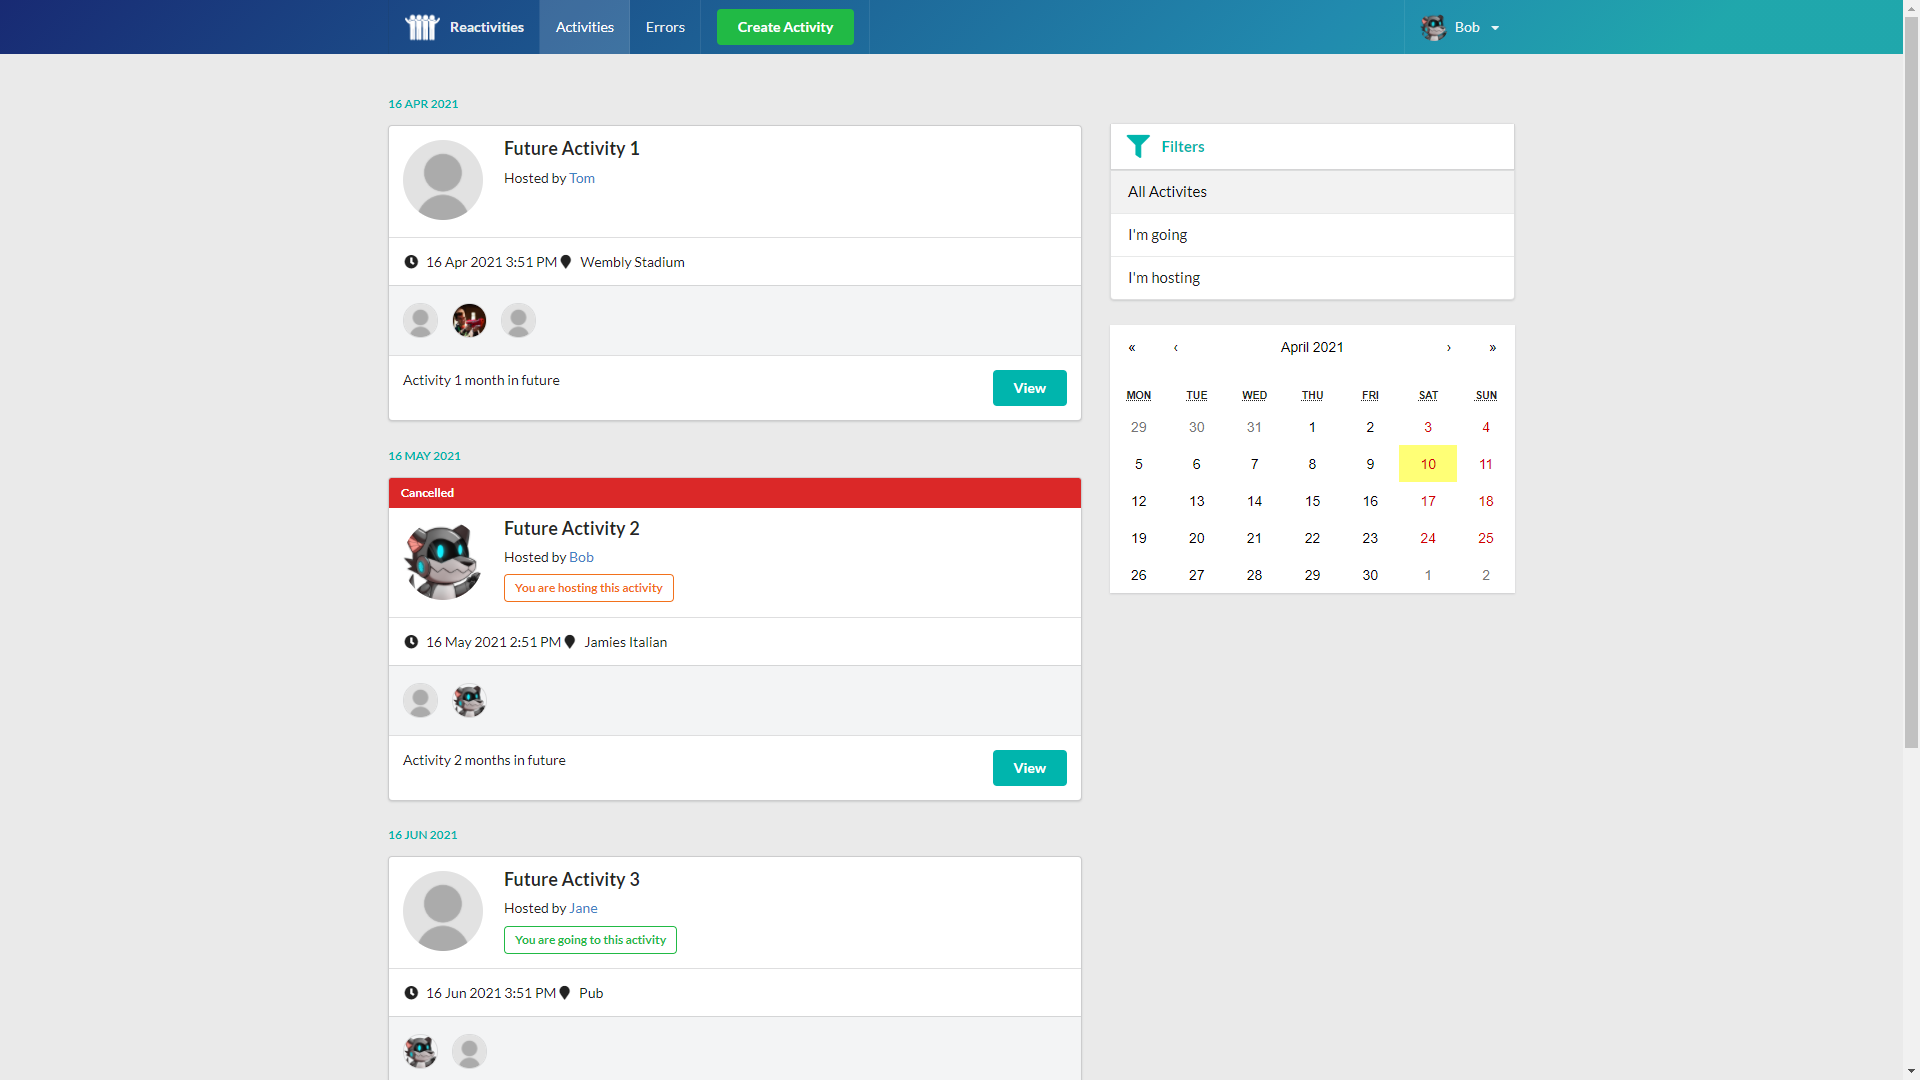 Reactivities
Activities
Errors
Create Activity
Bob
16 APR 2021
Future Activity 1
Hosted by Tom
16 Apr 2021 3:51 PM Wembly Stadium
Activity 1 month in future
View
16 MAY 2021
Cancelled
Future Activity 2
Hosted by Bob
You are hosting this activity
16 May 2021 2:51 PM Jamies Italian
Activity 2 months in future
View
16 JUN 2021
Future Activity 3
Hosted by Jane
You are going to this activity
16 Jun 2021 3:51 PM Pub
Filters
All Activites
I'm going
I'm hosting
« ‹ April 2021 › »
MON TUE WED THU FRI SAT SUN
29 30 31 1 2 3 4
5 6 7 8 9 10 11
12 13 14 15 16 17 18
19 20 21 22 23 24 25
26 27 28 29 30 1 2